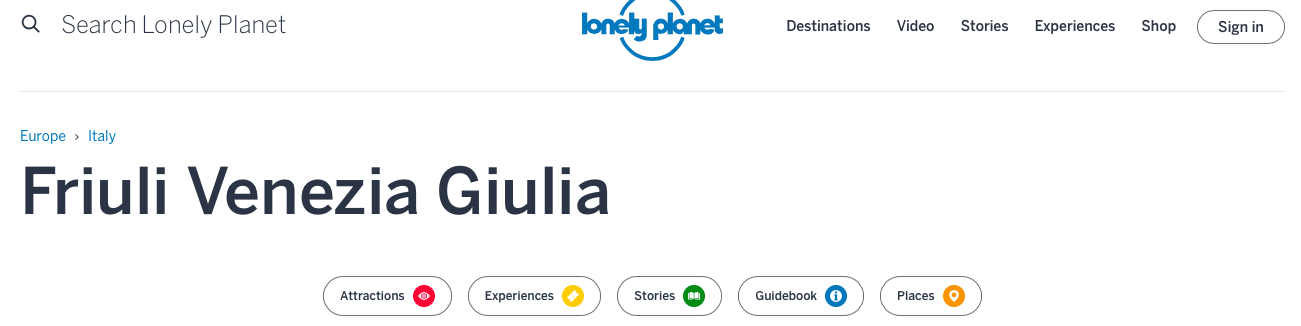 Search Lonely Planet
lonely planet
Destinations Video Stories Experiences Shop Sign in
Europe › Italy
Friuli Venezia Giulia
Attractions Experiences Stories Guidebook Places